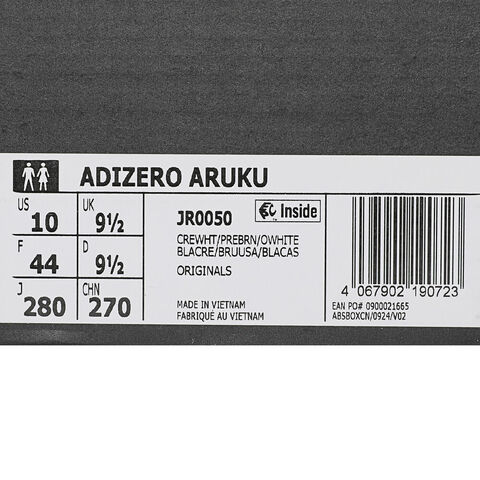 ADIZERO ARUKU
US 10 UK 9½
F 44 D 9½
J 280 CHN 270
JR0050
Inside
CREWHT/PREBRN/OWHITE
BLACRE/BRUUSA/BLACAS
ORIGINALS
MADE IN VIETNAM
FABRIQUÉ AU VIETNAM
4 067902 190723
EAN PO# 0900021665
ABSBOXCN/0924/V02